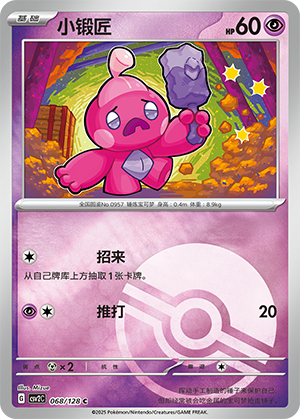 基础
小锻匠
HP60
全国图鉴No.0957 锤炼宝可梦 身高:0.4m 体重:8.9kg
招来
从自己牌库上方抽取1张卡牌。
推打 20
弱点 ×2 抵抗力 撤退
Illus. Mizue
G CSV2C 068/128 C
©2025 Pokémon/Nintendo/Creatures/GAME FREAK.